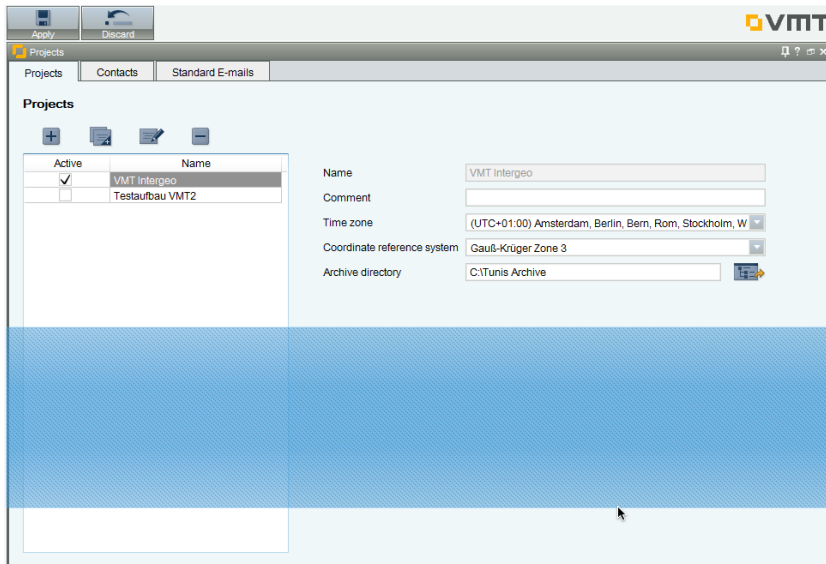 Apply
Discard
VMT
Projects
Projects
Contacts
Standard E-mails
Projects
Active
Name
VMT Intergeo
Testaufbau VMT2
Name
VMT Intergeo
Comment
Time zone
(UTC+01:00) Amsterdam, Berlin, Bern, Rom, Stockholm, W
Coordinate reference system
Gauß-Krüger Zone 3
Archive directory
C:\Tunis Archive